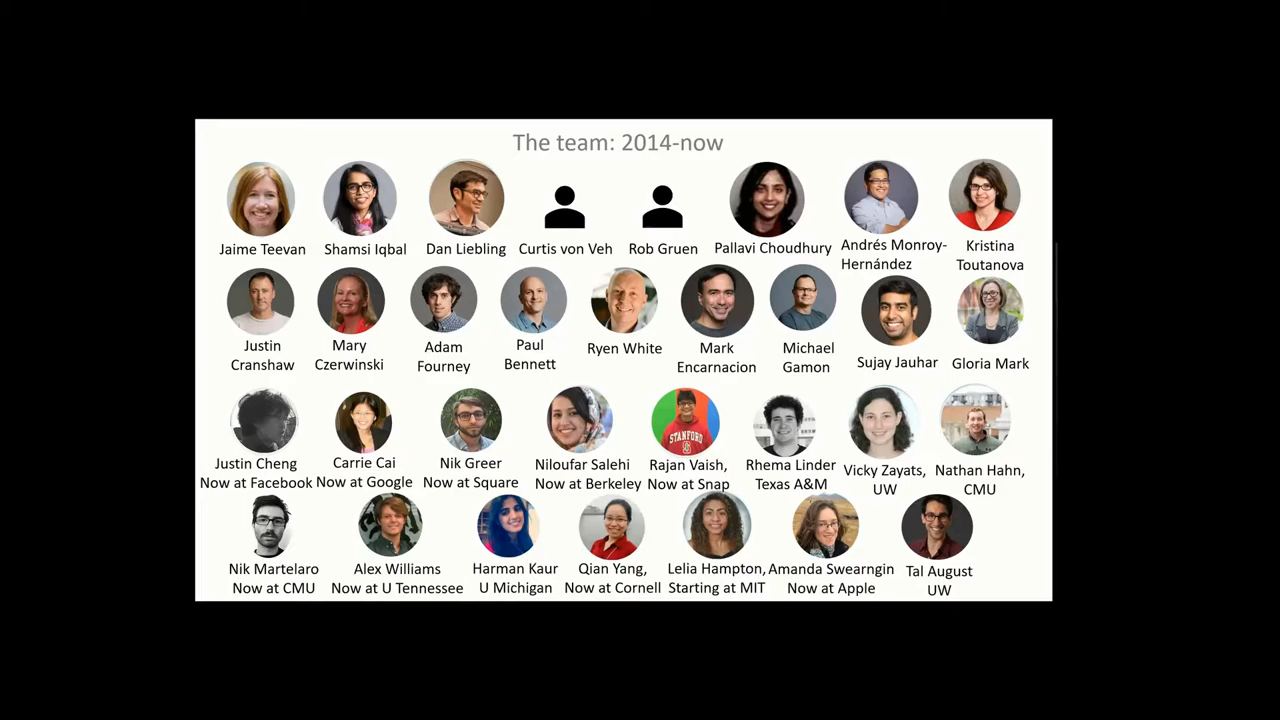 The team: 2014-now
Jaime Teevan
Shamsi Iqbal
Dan Liebling
Curtis von Veh
Rob Gruen
Pallavi Choudhury
Andrés Monroy-
Hernández
Kristina
Toutanova
Justin
Cranshaw
Mary
Czerwinski
Adam
Fourney
Paul
Bennett
Ryen White
Mark
Encarnacion
Michael
Gamon
Sujay Jauhar
Gloria Mark
Justin Cheng
Now at Facebook
Carrie Cai
Now at Google
Nik Greer
Now at Square
Niloufar Salehi
Now at Berkeley
STANFORD
Rajan Vaish,
Now at Snap
Rhema Linder
Texas A&M
Vicky Zayats,
UW
Nathan Hahn,
CMU
Nik Martelaro
Now at CMU
Alex Williams
Now at U Tennessee
Harman Kaur
U Michigan
Qian Yang,
Now at Cornell
Lelia Hampton,
Starting at MIT
Amanda Swearngin
Now at Apple
Tal August
UW